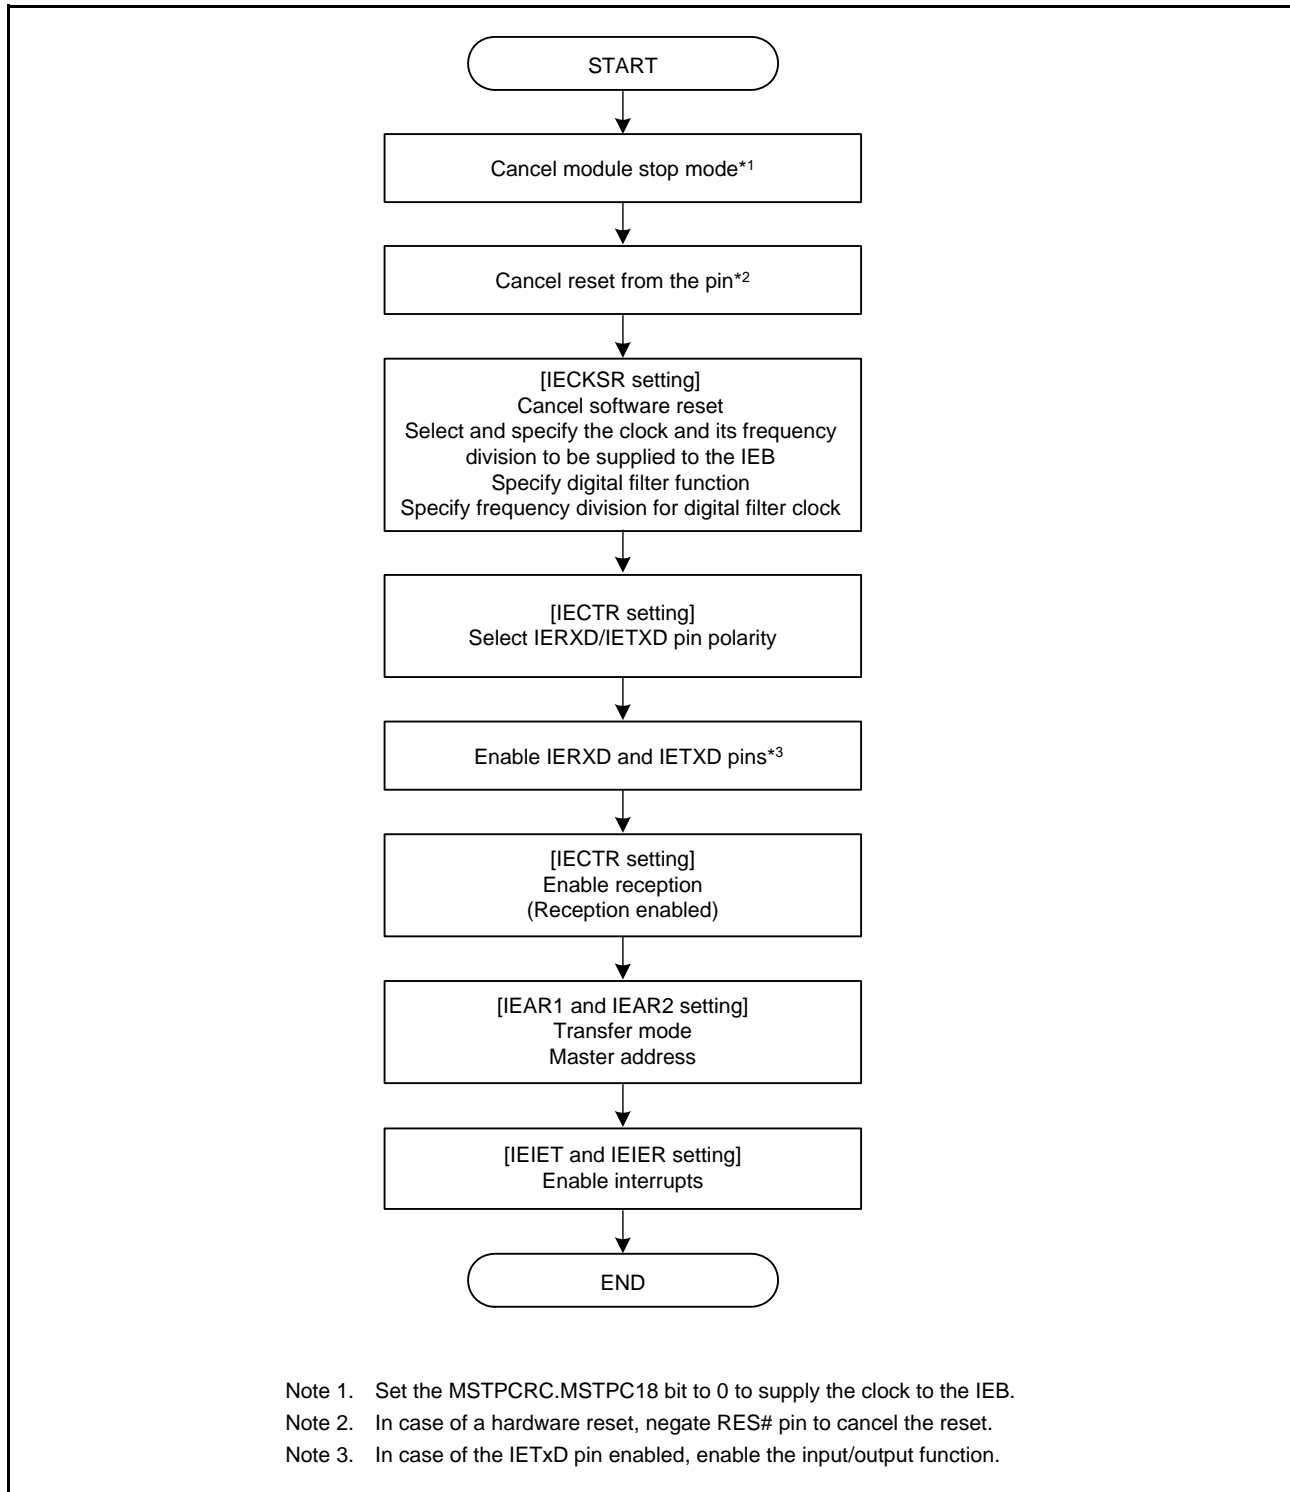 START
Cancel module stop mode*1
Cancel reset from the pin*2
[IECKSR setting]
Cancel software reset
Select and specify the clock and its frequency
division to be supplied to the IEB
Specify digital filter function
Specify frequency division for digital filter clock
[IECTR setting]
Select IERXD/IETXD pin polarity
Enable IERXD and IETXD pins*3
[IECTR setting]
Enable reception
(Reception enabled)
[IEAR1 and IEAR2 setting]
Transfer mode
Master address
[IEIET and IEIER setting]
Enable interrupts
END
Note 1. Set the MSTPCRC.MSTPC18 bit to 0 to supply the clock to the IEB.
Note 2. In case of a hardware reset, negate RES# pin to cancel the reset.
Note 3. In case of the IETxD pin enabled, enable the input/output function.